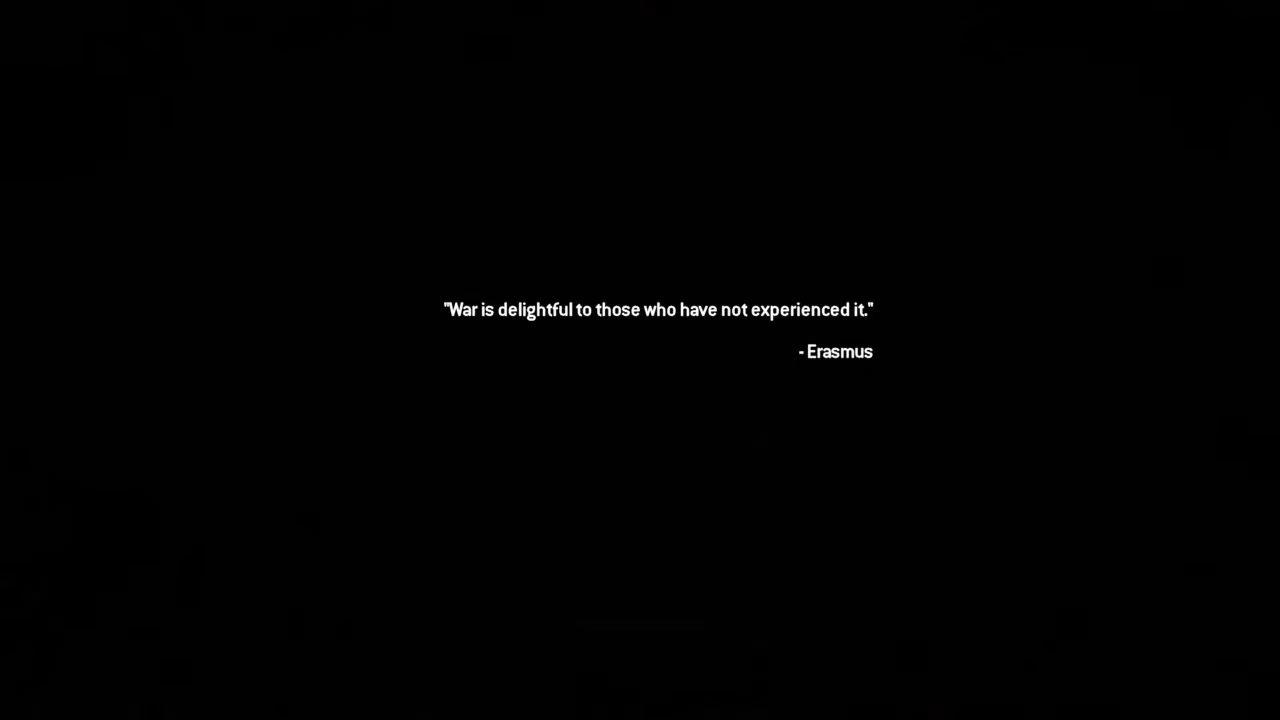 "War is delightful to those who have not experienced it."
- Erasmus